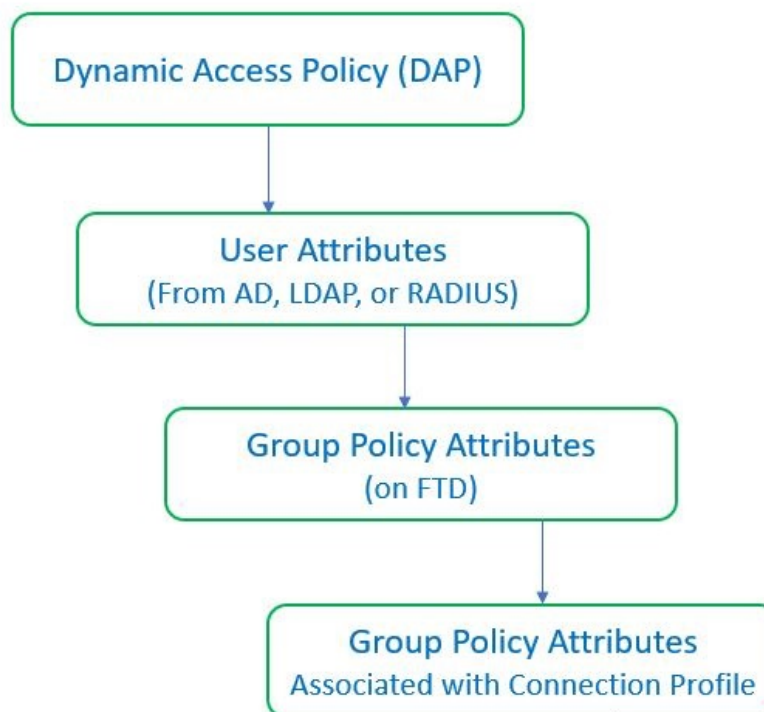 Dynamic Access Policy (DAP)
User Attributes
(From AD, LDAP, or RADIUS)
Group Policy Attributes
(on FTD)
Group Policy Attributes
Associated with Connection Profile